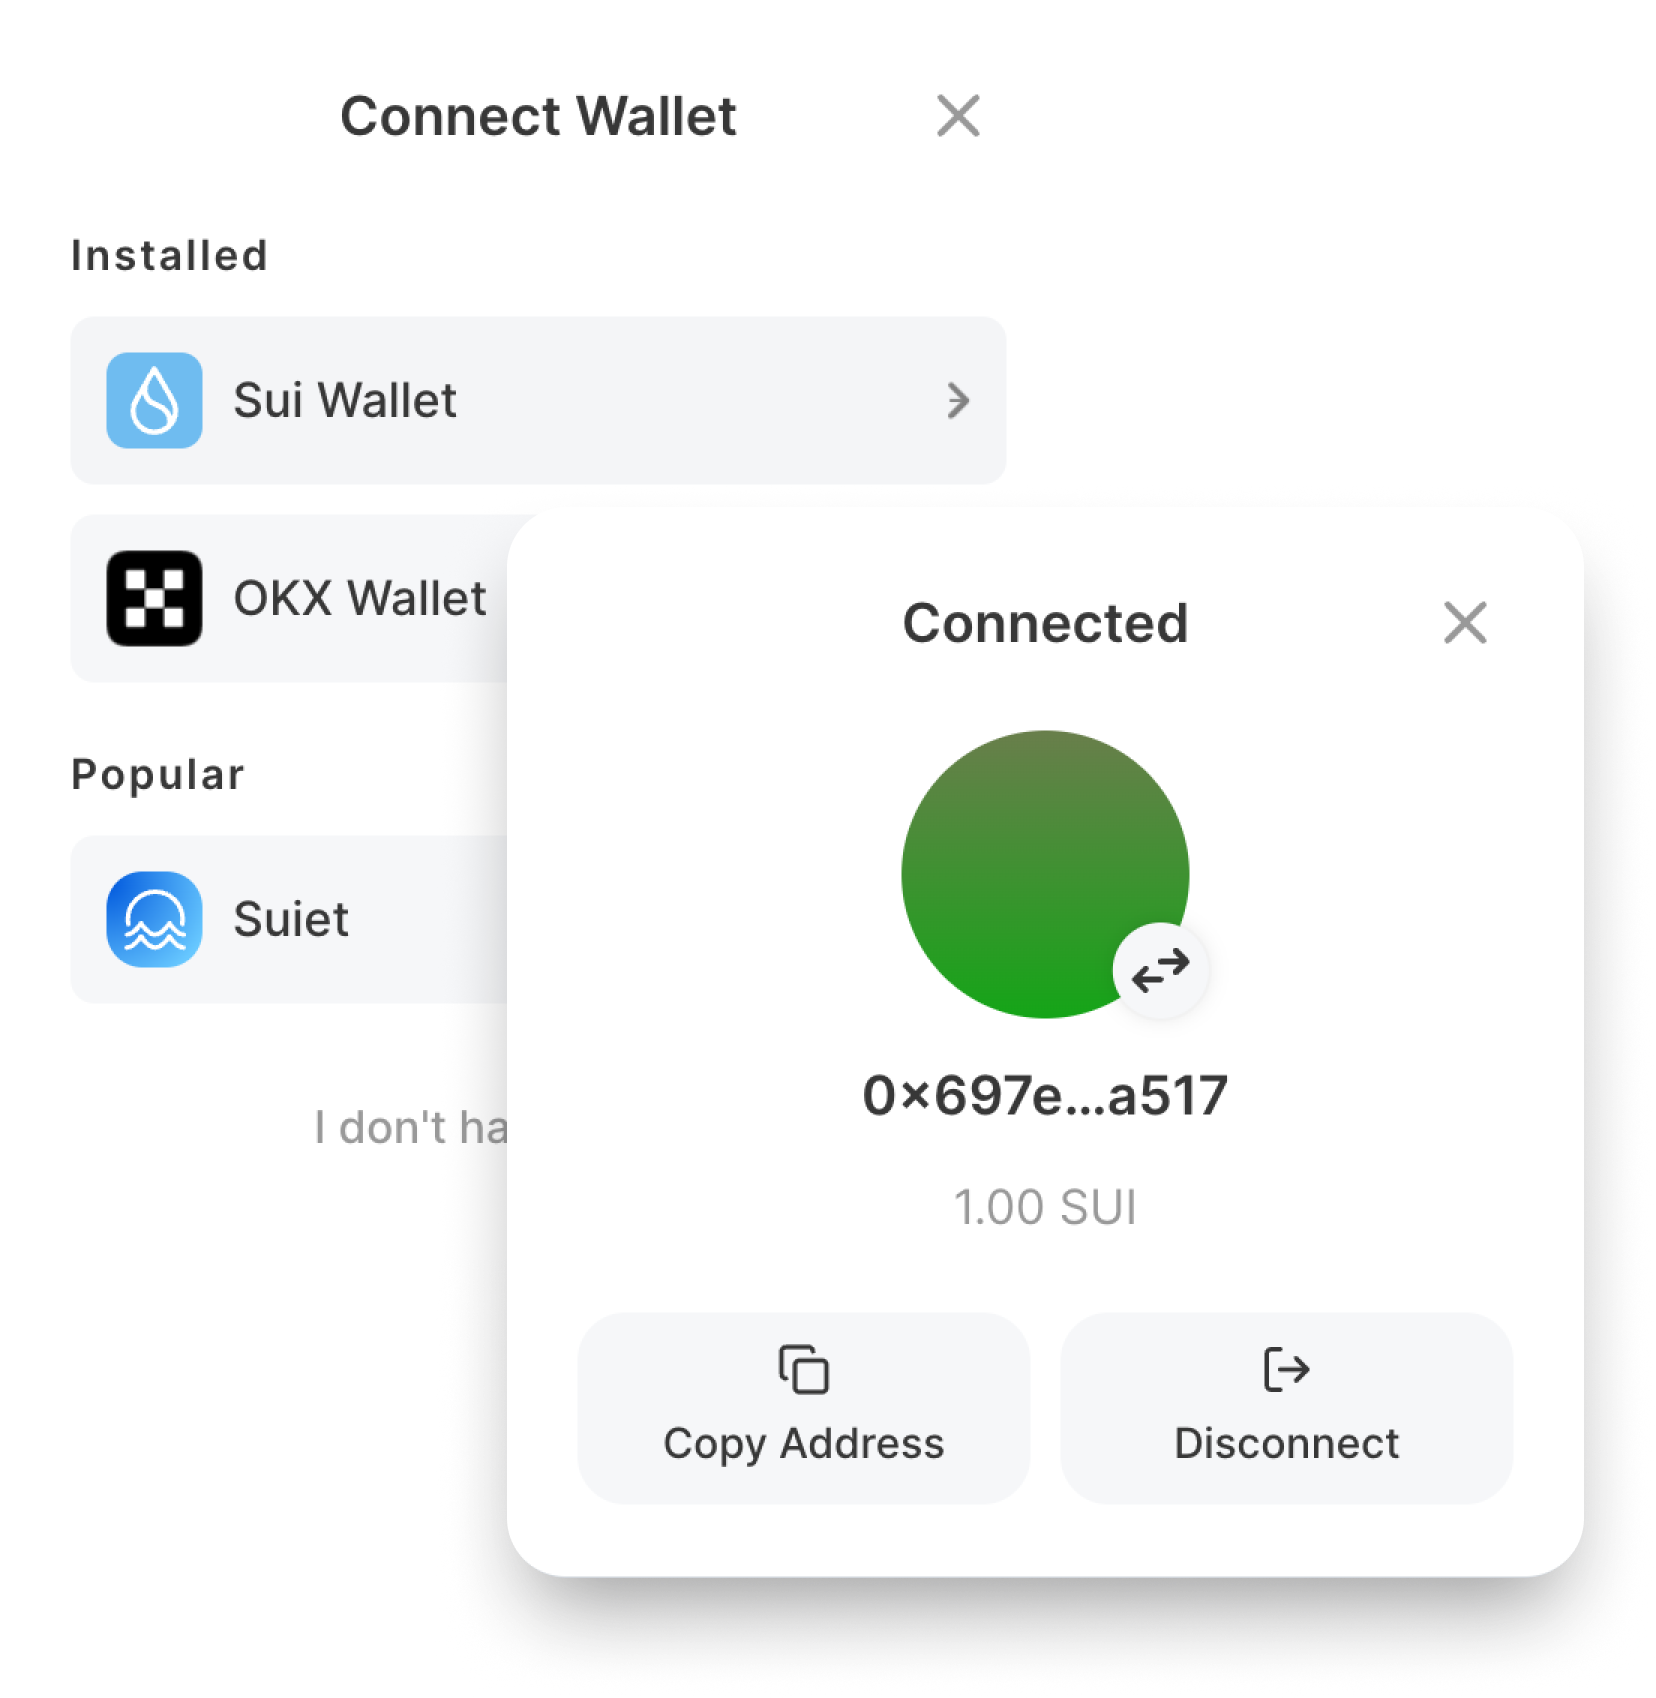 Connect Wallet
Installed
Sui Wallet
OKX Wallet
Popular
Suiet
I don't ha
Connected
0×697e...a517
1.00 SUI
Copy Address
Disconnect